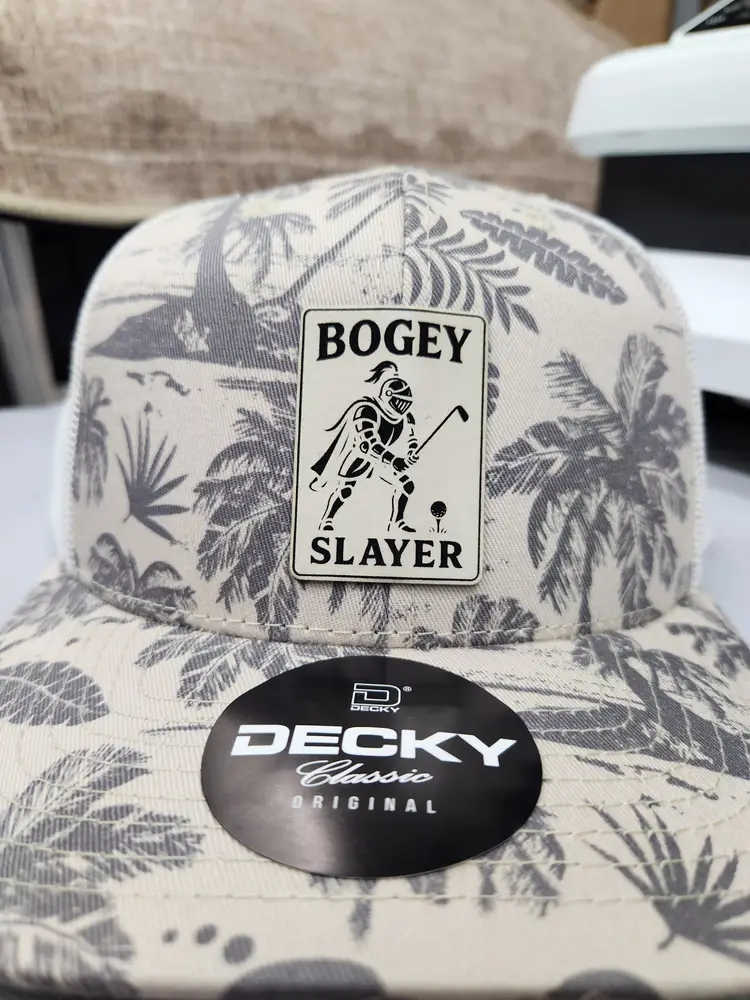 BOGEY
SLAYER
D®
DECKY
DECKY
Classic
ORIGINAL